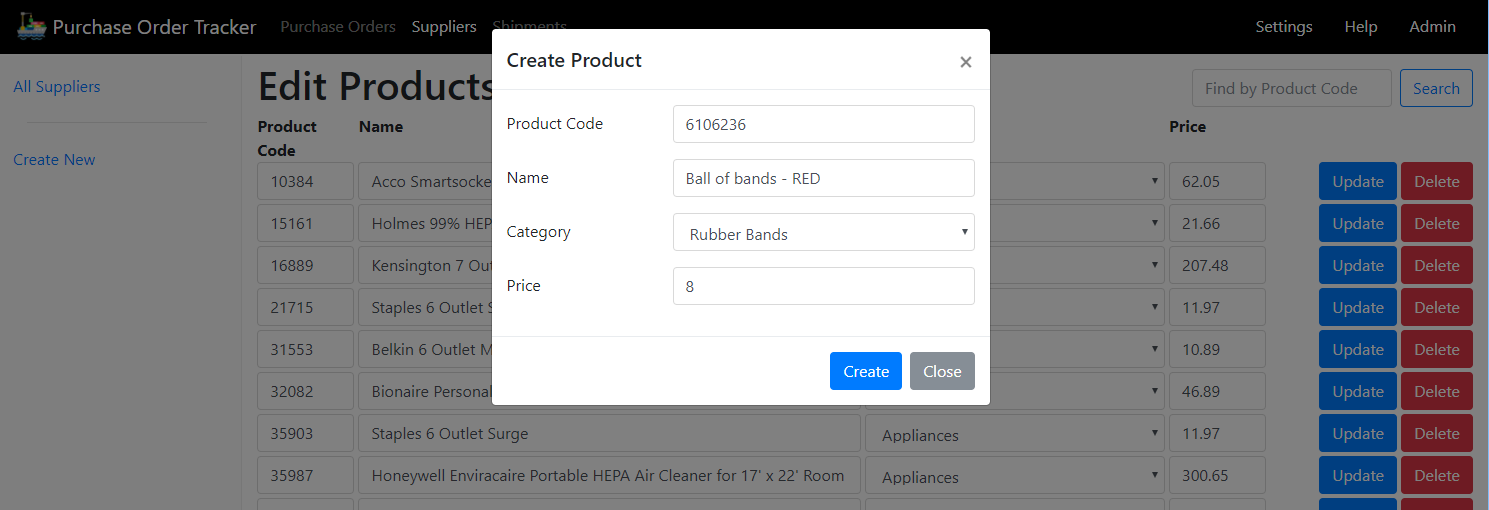 Purchase Order Tracker Purchase Orders Suppliers Shipments Settings Help Admin
Create Product ×
All Suppliers
Edit Products
Find by Product Code Search
Product Code 6106236
Product Code Name Price
Create New
Name Ball of bands - RED
10384 Acco Smartsocke 62.05 Update Delete
15161 Holmes 99% HEP 21.66 Update Delete
Category Rubber Bands
16889 Kensington 7 Out 207.48 Update Delete
Price 8
21715 Staples 6 Outlet S 11.97 Update Delete
31553 Belkin 6 Outlet M 10.89 Update Delete
Create Close
32082 Bionaire Personal 46.89 Update Delete
35903 Staples 6 Outlet Surge Appliances 11.97 Update Delete
35987 Honeywell Enviracaire Portable HEPA Air Cleaner for 17' x 22' Room Appliances 300.65 Update Delete